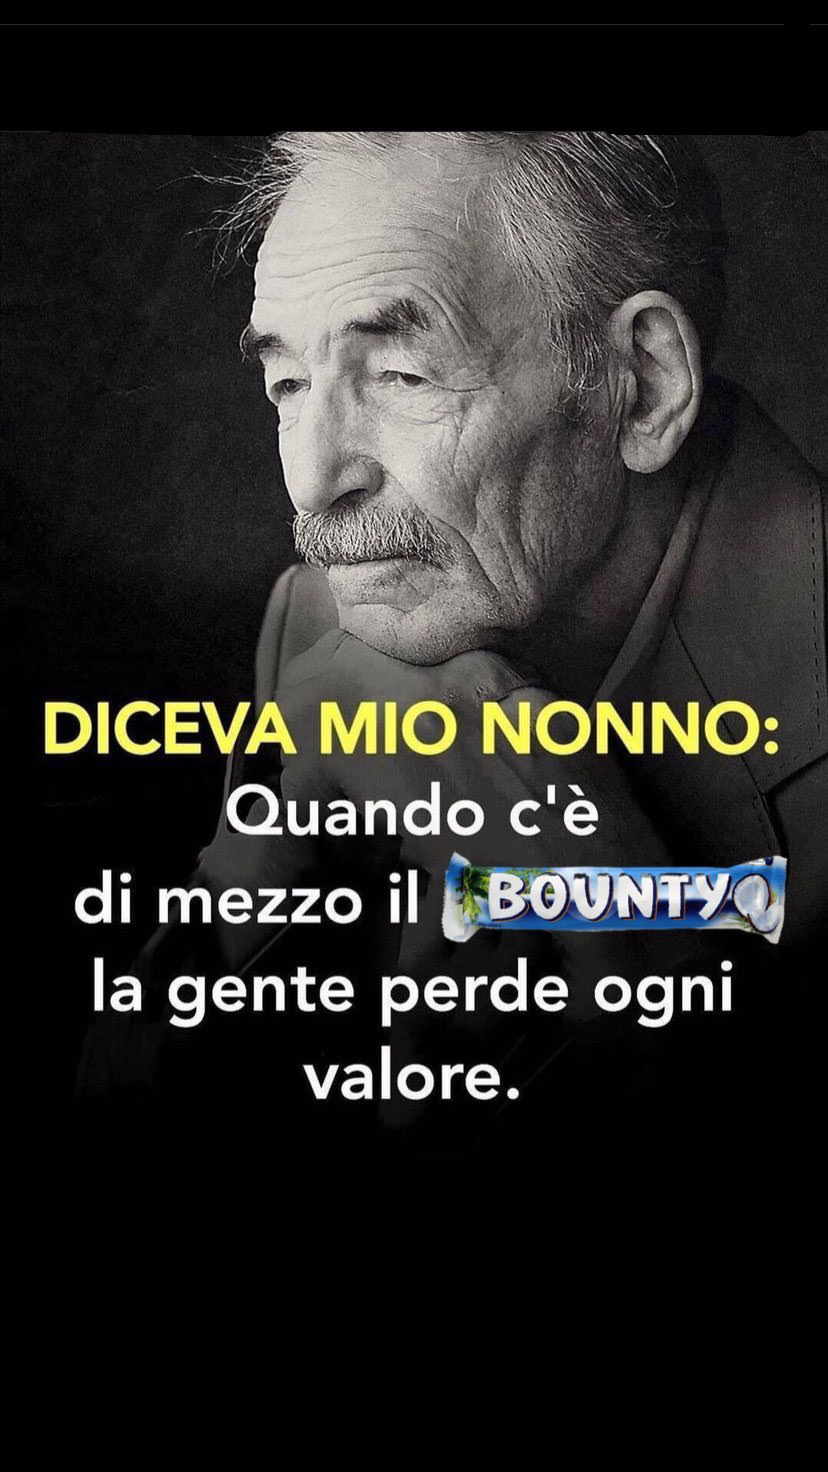 DICEVA MIO NONNO:
Quando c'è
di mezzo il BOUNTY
la gente perde ogni
valore.